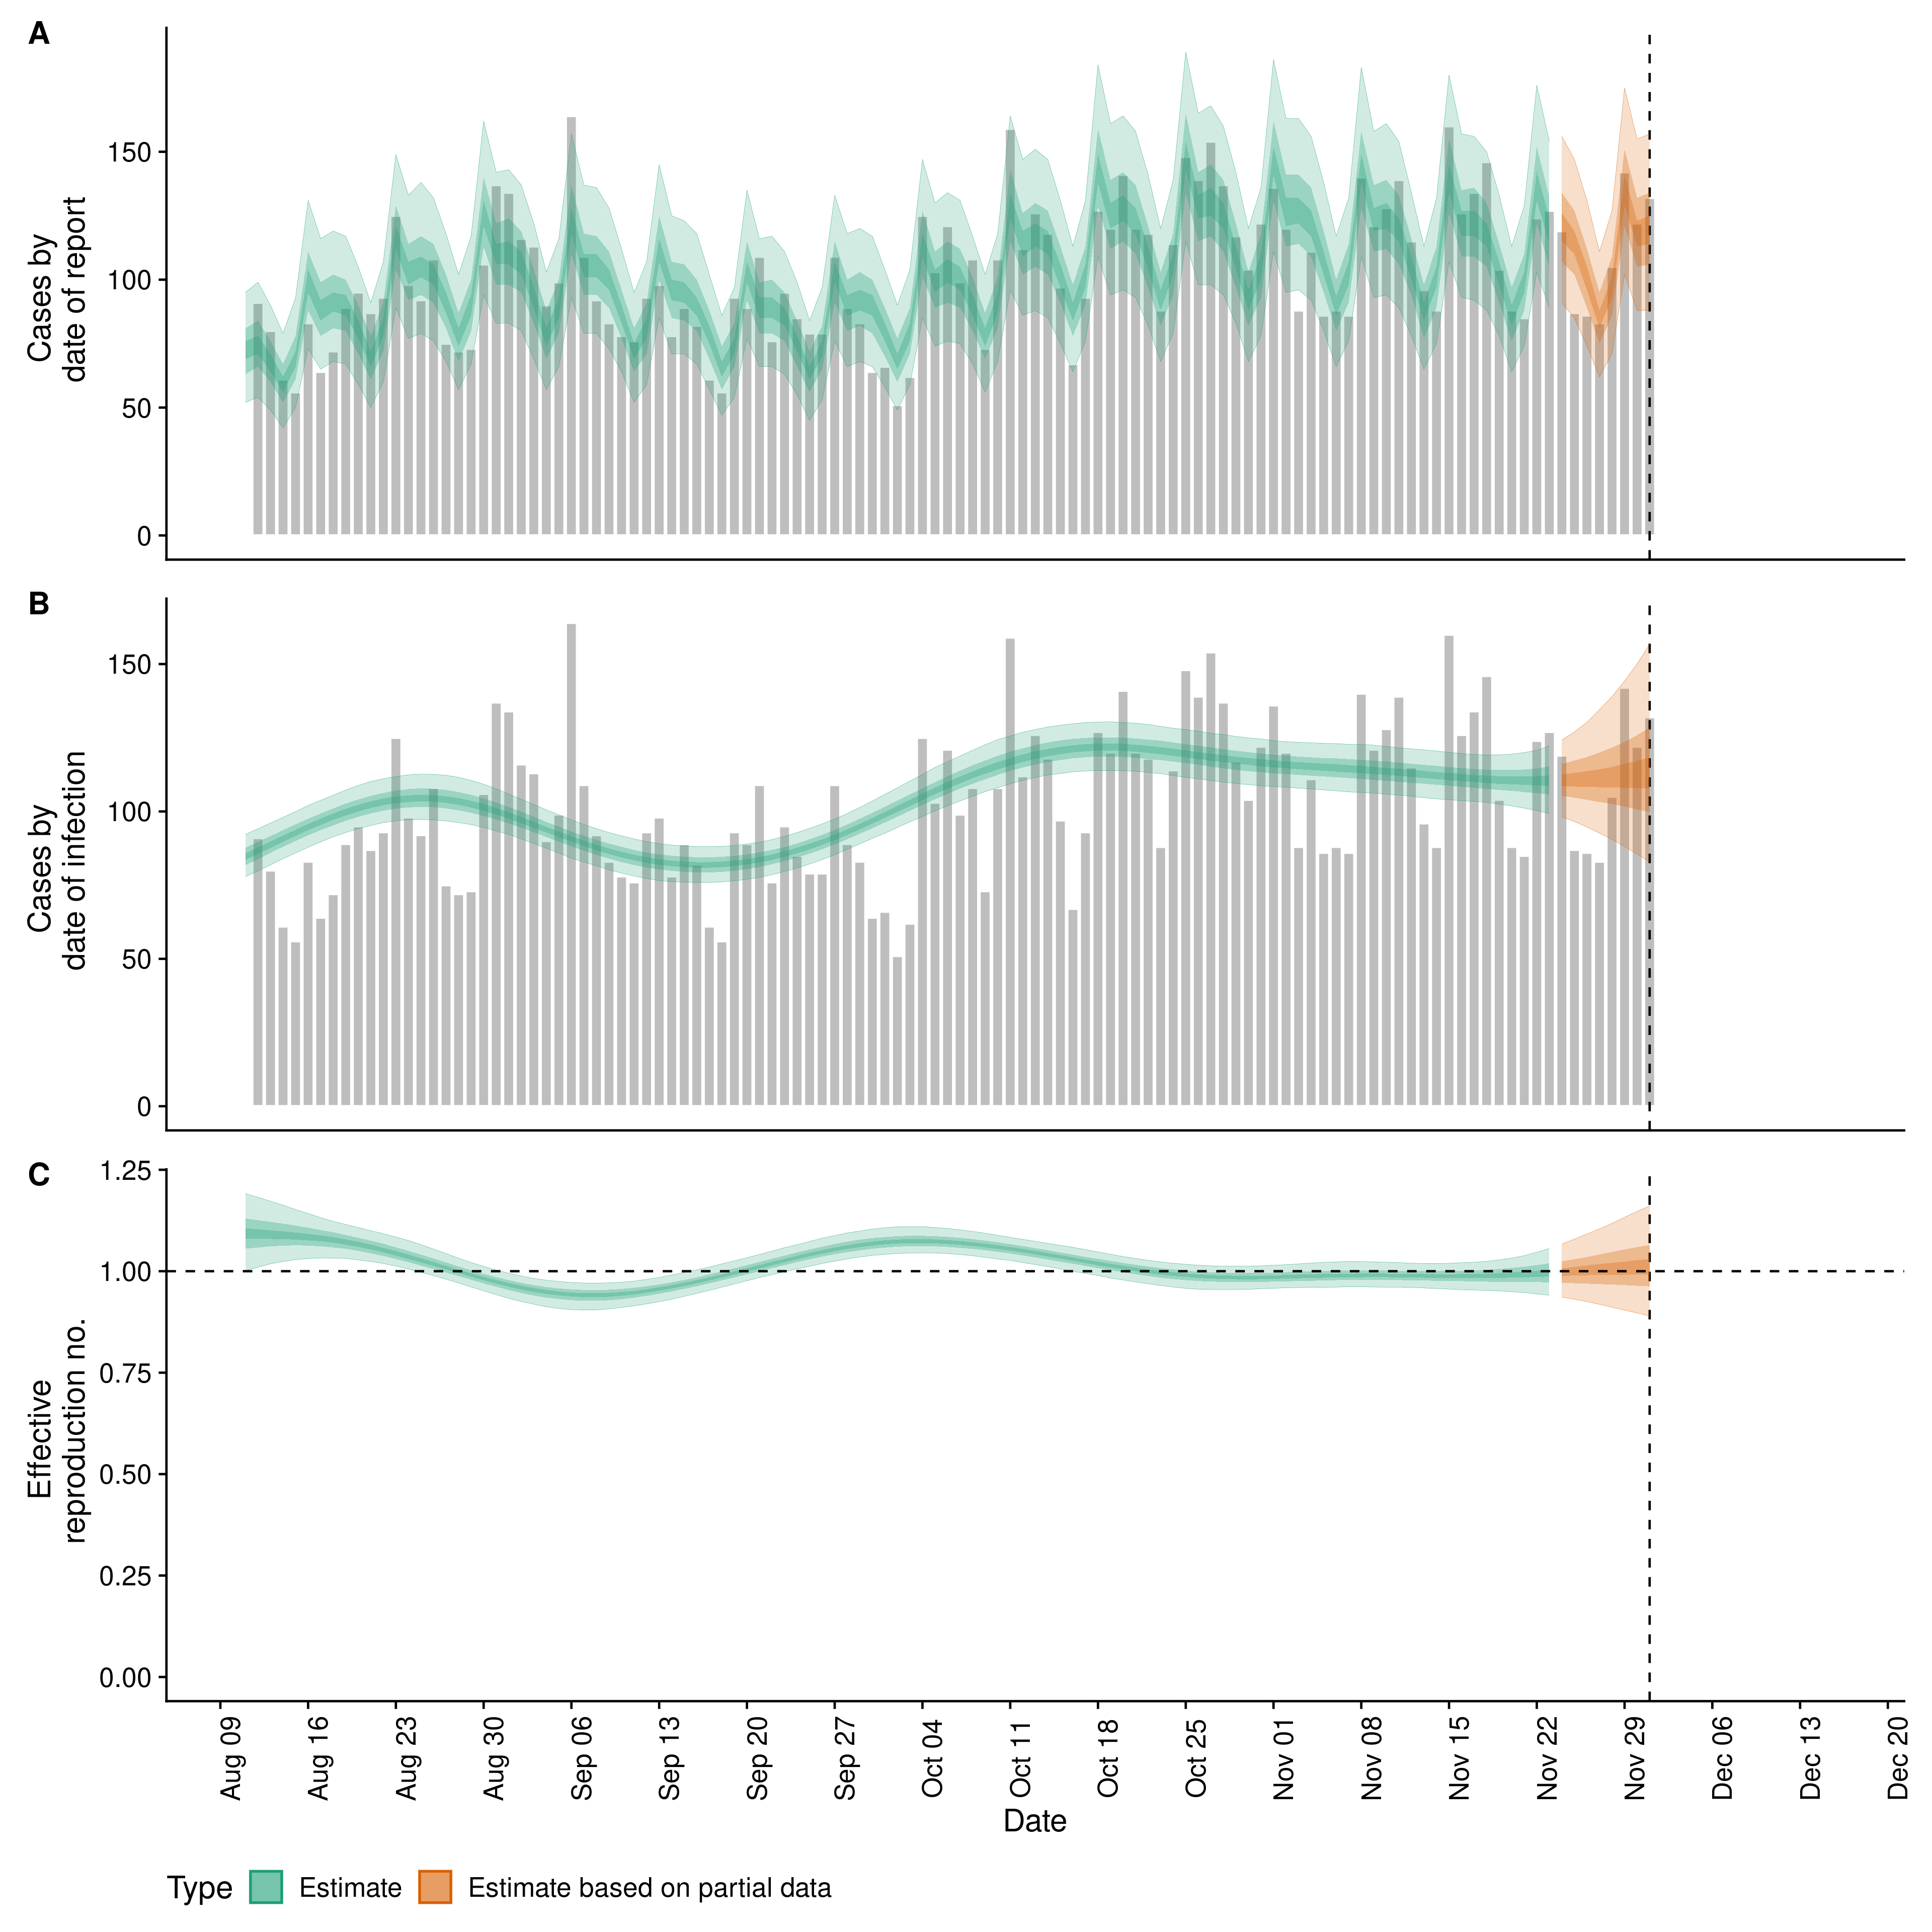 A
Cases by
date of report
150
100
50
0
B
Cases by
date of infection
150
100
50
0
C
Effective
reproduction no.
1.25
1.00
0.75
0.50
0.25
0.00
Aug 09
Aug 16
Aug 23
Aug 30
Sep 06
Sep 13
Sep 20
Sep 27
Oct 04
Oct 11
Oct 18
Oct 25
Nov 01
Nov 08
Nov 15
Nov 22
Nov 29
Dec 06
Dec 13
Dec 20
Date
Type Estimate Estimate based on partial data